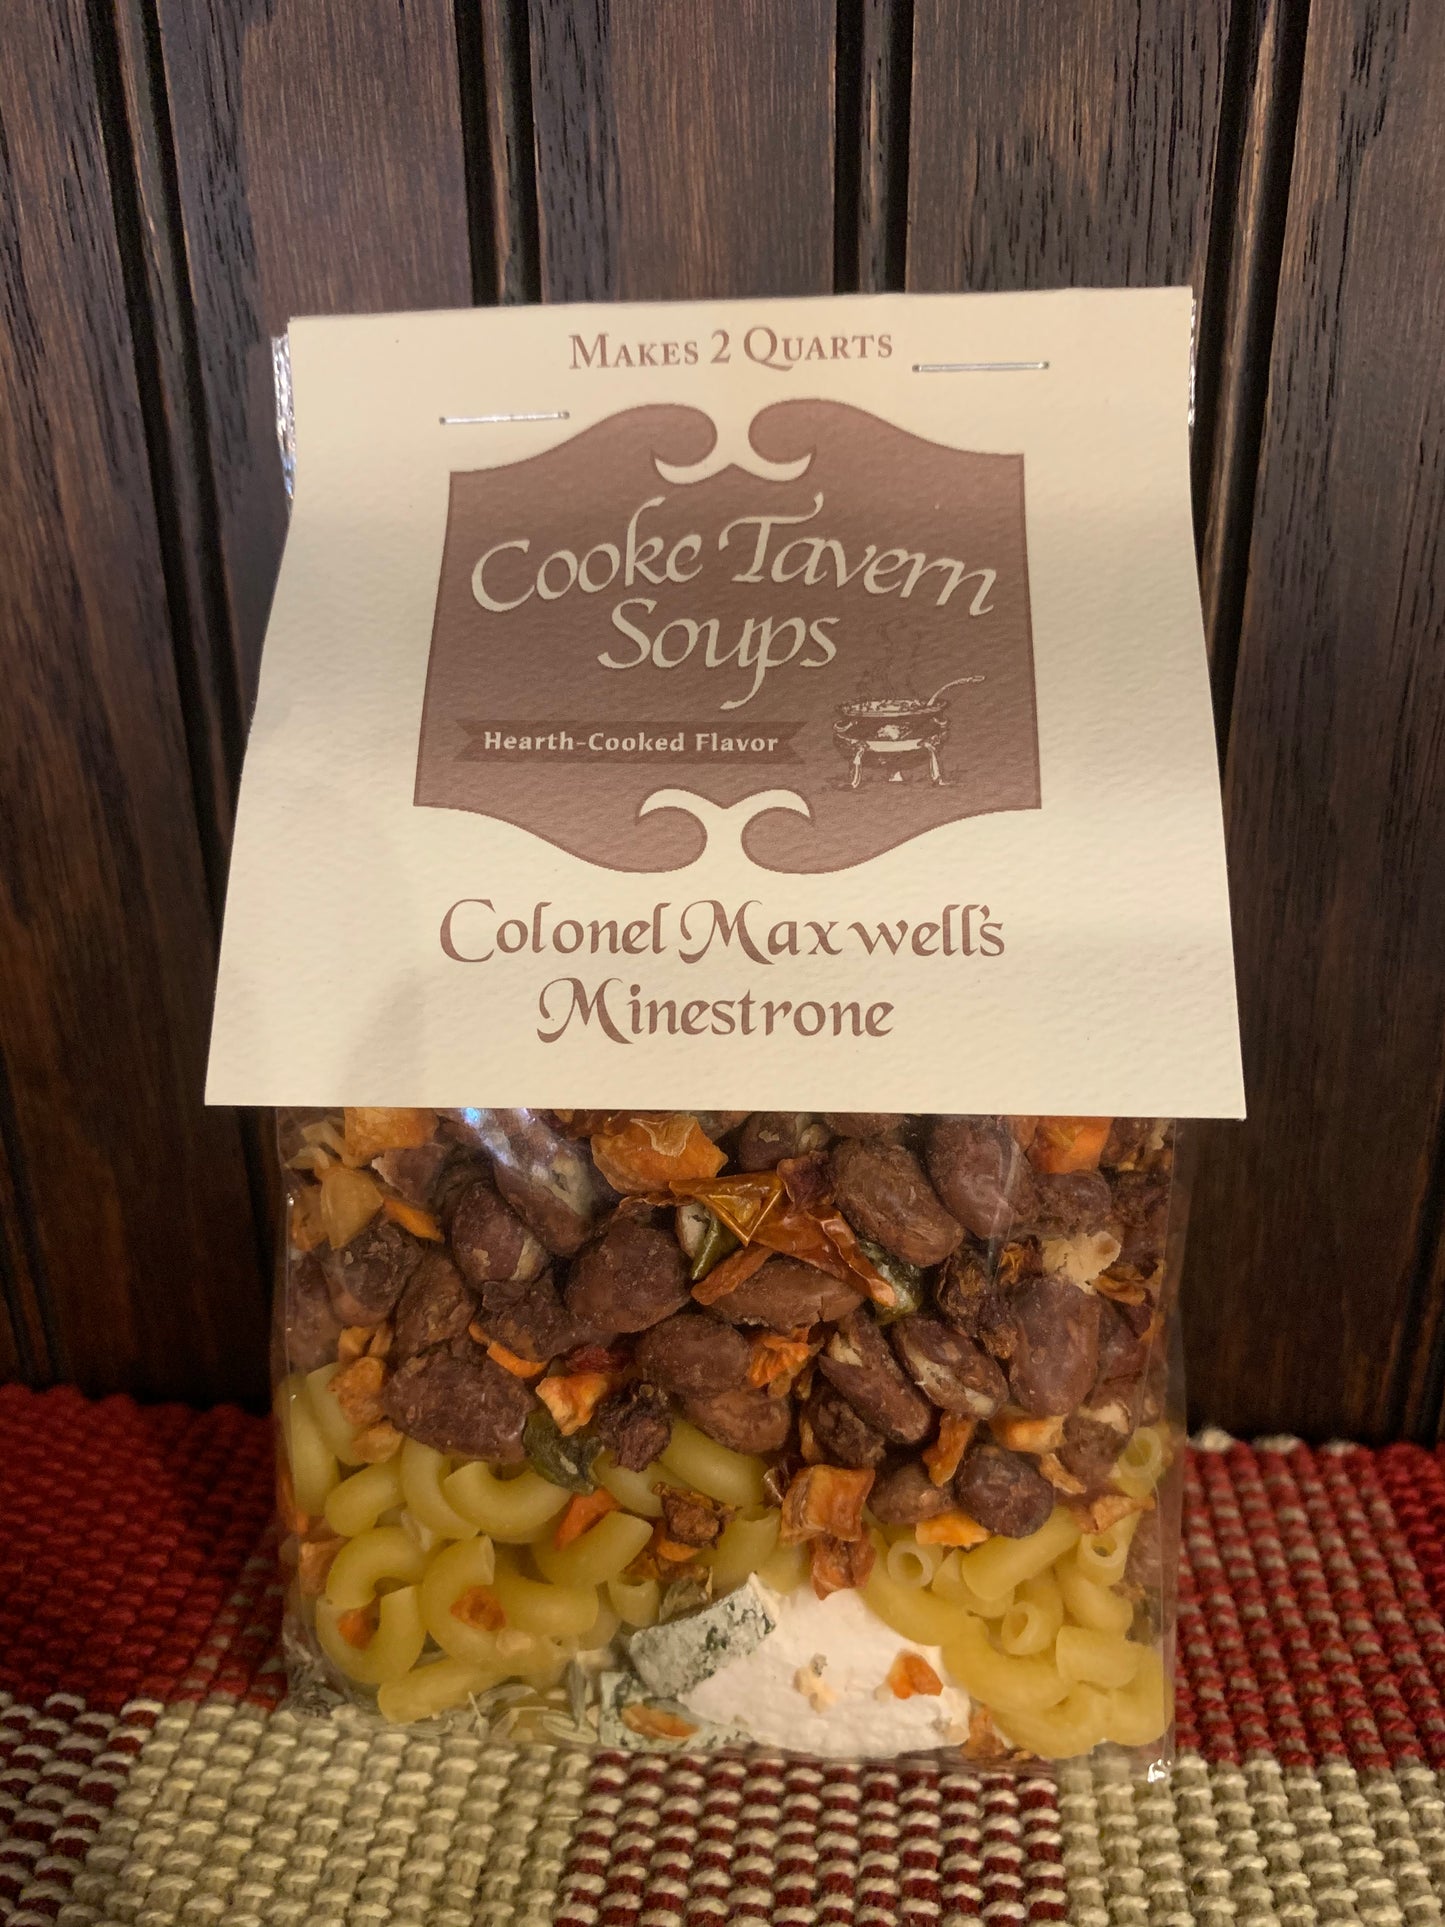 Makes 2 Quarts
Cooke Tavern
Soups
Hearth-Cooked Flavor
Colonel Maxwell's
Minestrone